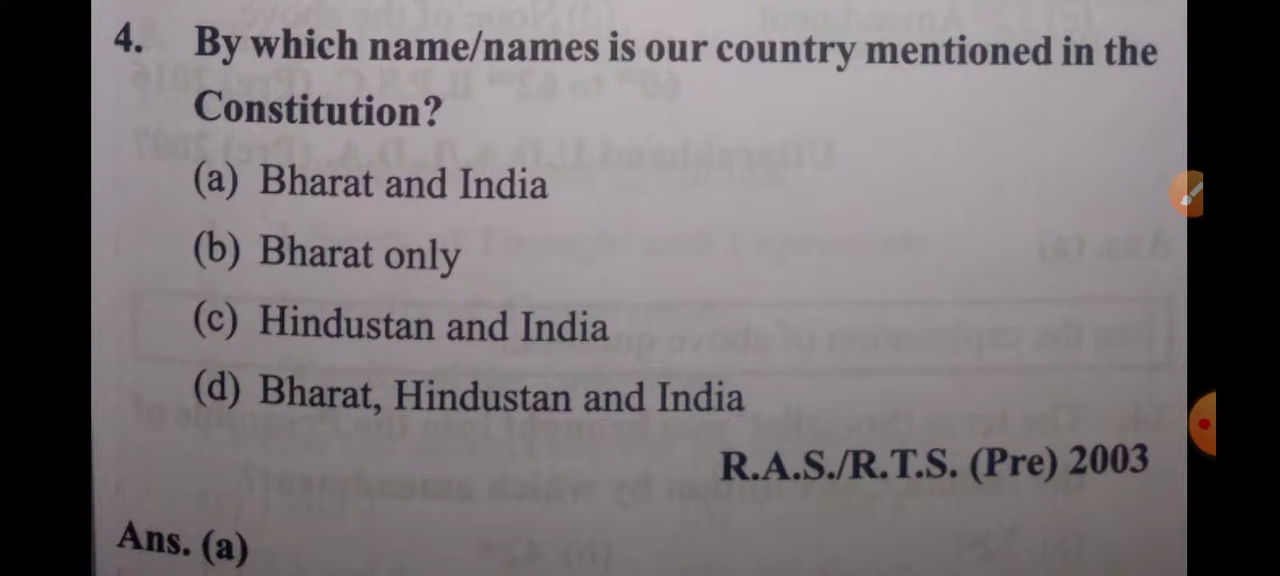 4. By which name/names is our country mentioned in the
Constitution?
(a) Bharat and India
(b) Bharat only
(c) Hindustan and India
(d) Bharat, Hindustan and India
R.A.S./R.T.S. (Pre) 2003
Ans. (a)